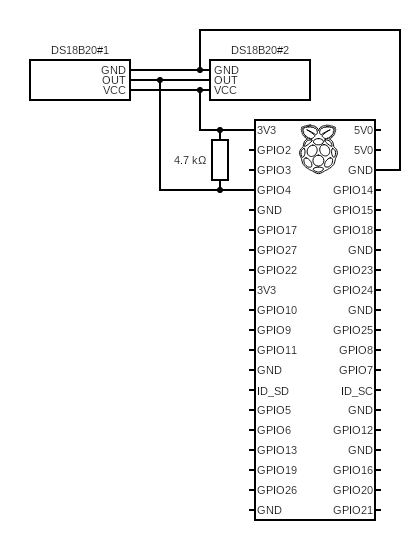 DS18B20#1
DS18B20#2
GND
OUT
VCC
GND
OUT
VCC
4.7 kΩ
3V3
GPIO2
GPIO3
GPIO4
GND
GPIO17
GPIO27
GPIO22
3V3
GPIO10
GPIO9
GPIO11
GND
ID_SD
GPIO5
GPIO6
GPIO13
GPIO19
GPIO26
GND
5V0
5V0
GND
GPIO14
GPIO15
GPIO18
GND
GPIO23
GPIO24
GND
GPIO25
GPIO8
GPIO7
ID_SC
GND
GPIO12
GND
GPIO16
GPIO20
GPIO21